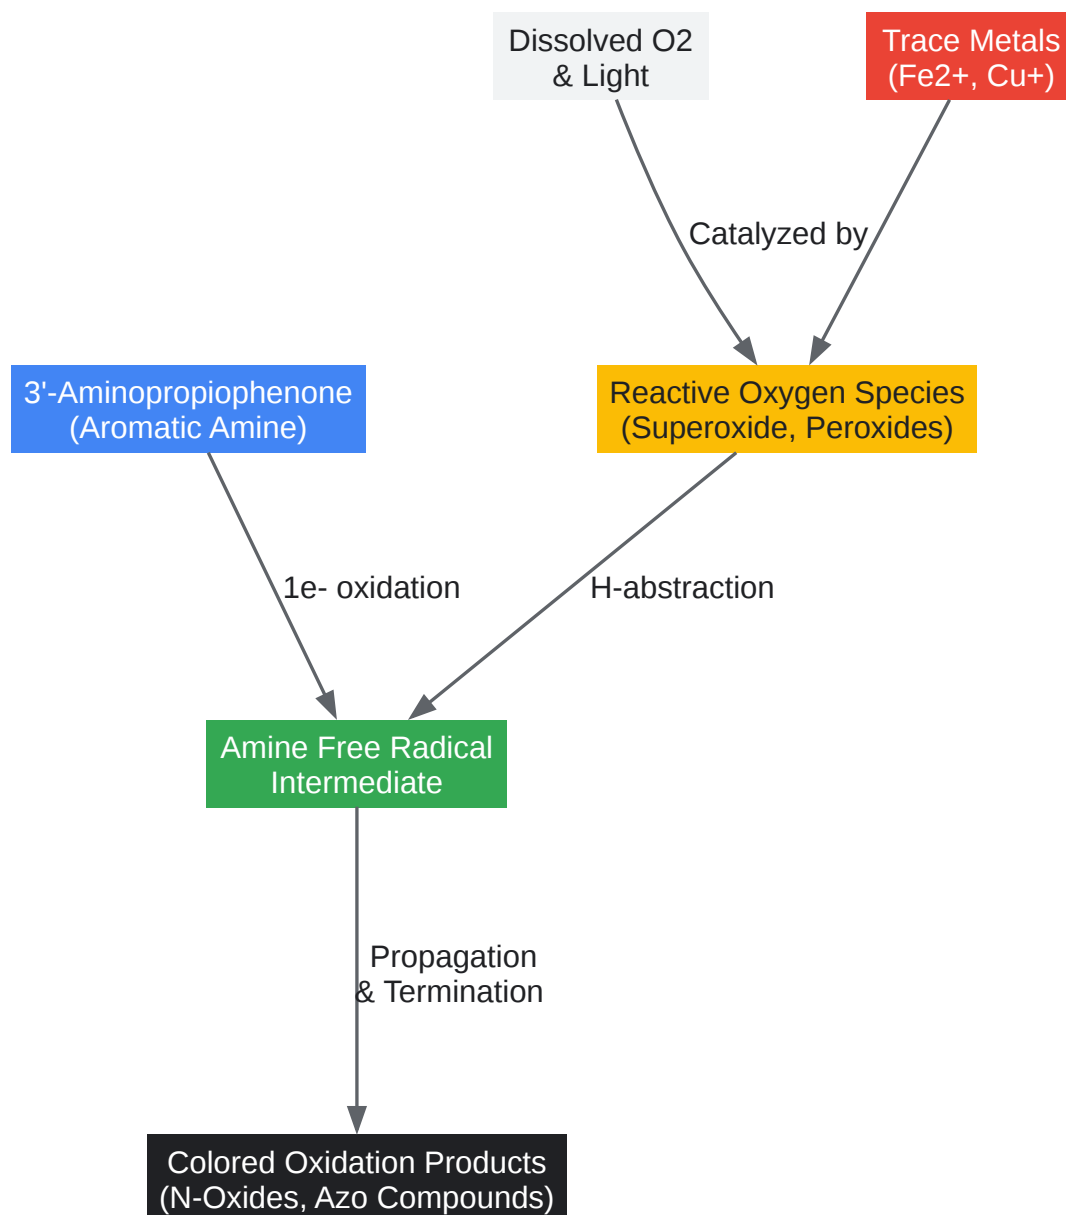 Dissolved O2
& Light
Trace Metals
(Fe2+, Cu+)
Catalyzed by
3'-Aminopropiophenone
(Aromatic Amine)
Reactive Oxygen Species
(Superoxide, Peroxides)
1e- oxidation
H-abstraction
Amine Free Radical
Intermediate
Propagation
& Termination
Colored Oxidation Products
(N-Oxides, Azo Compounds)